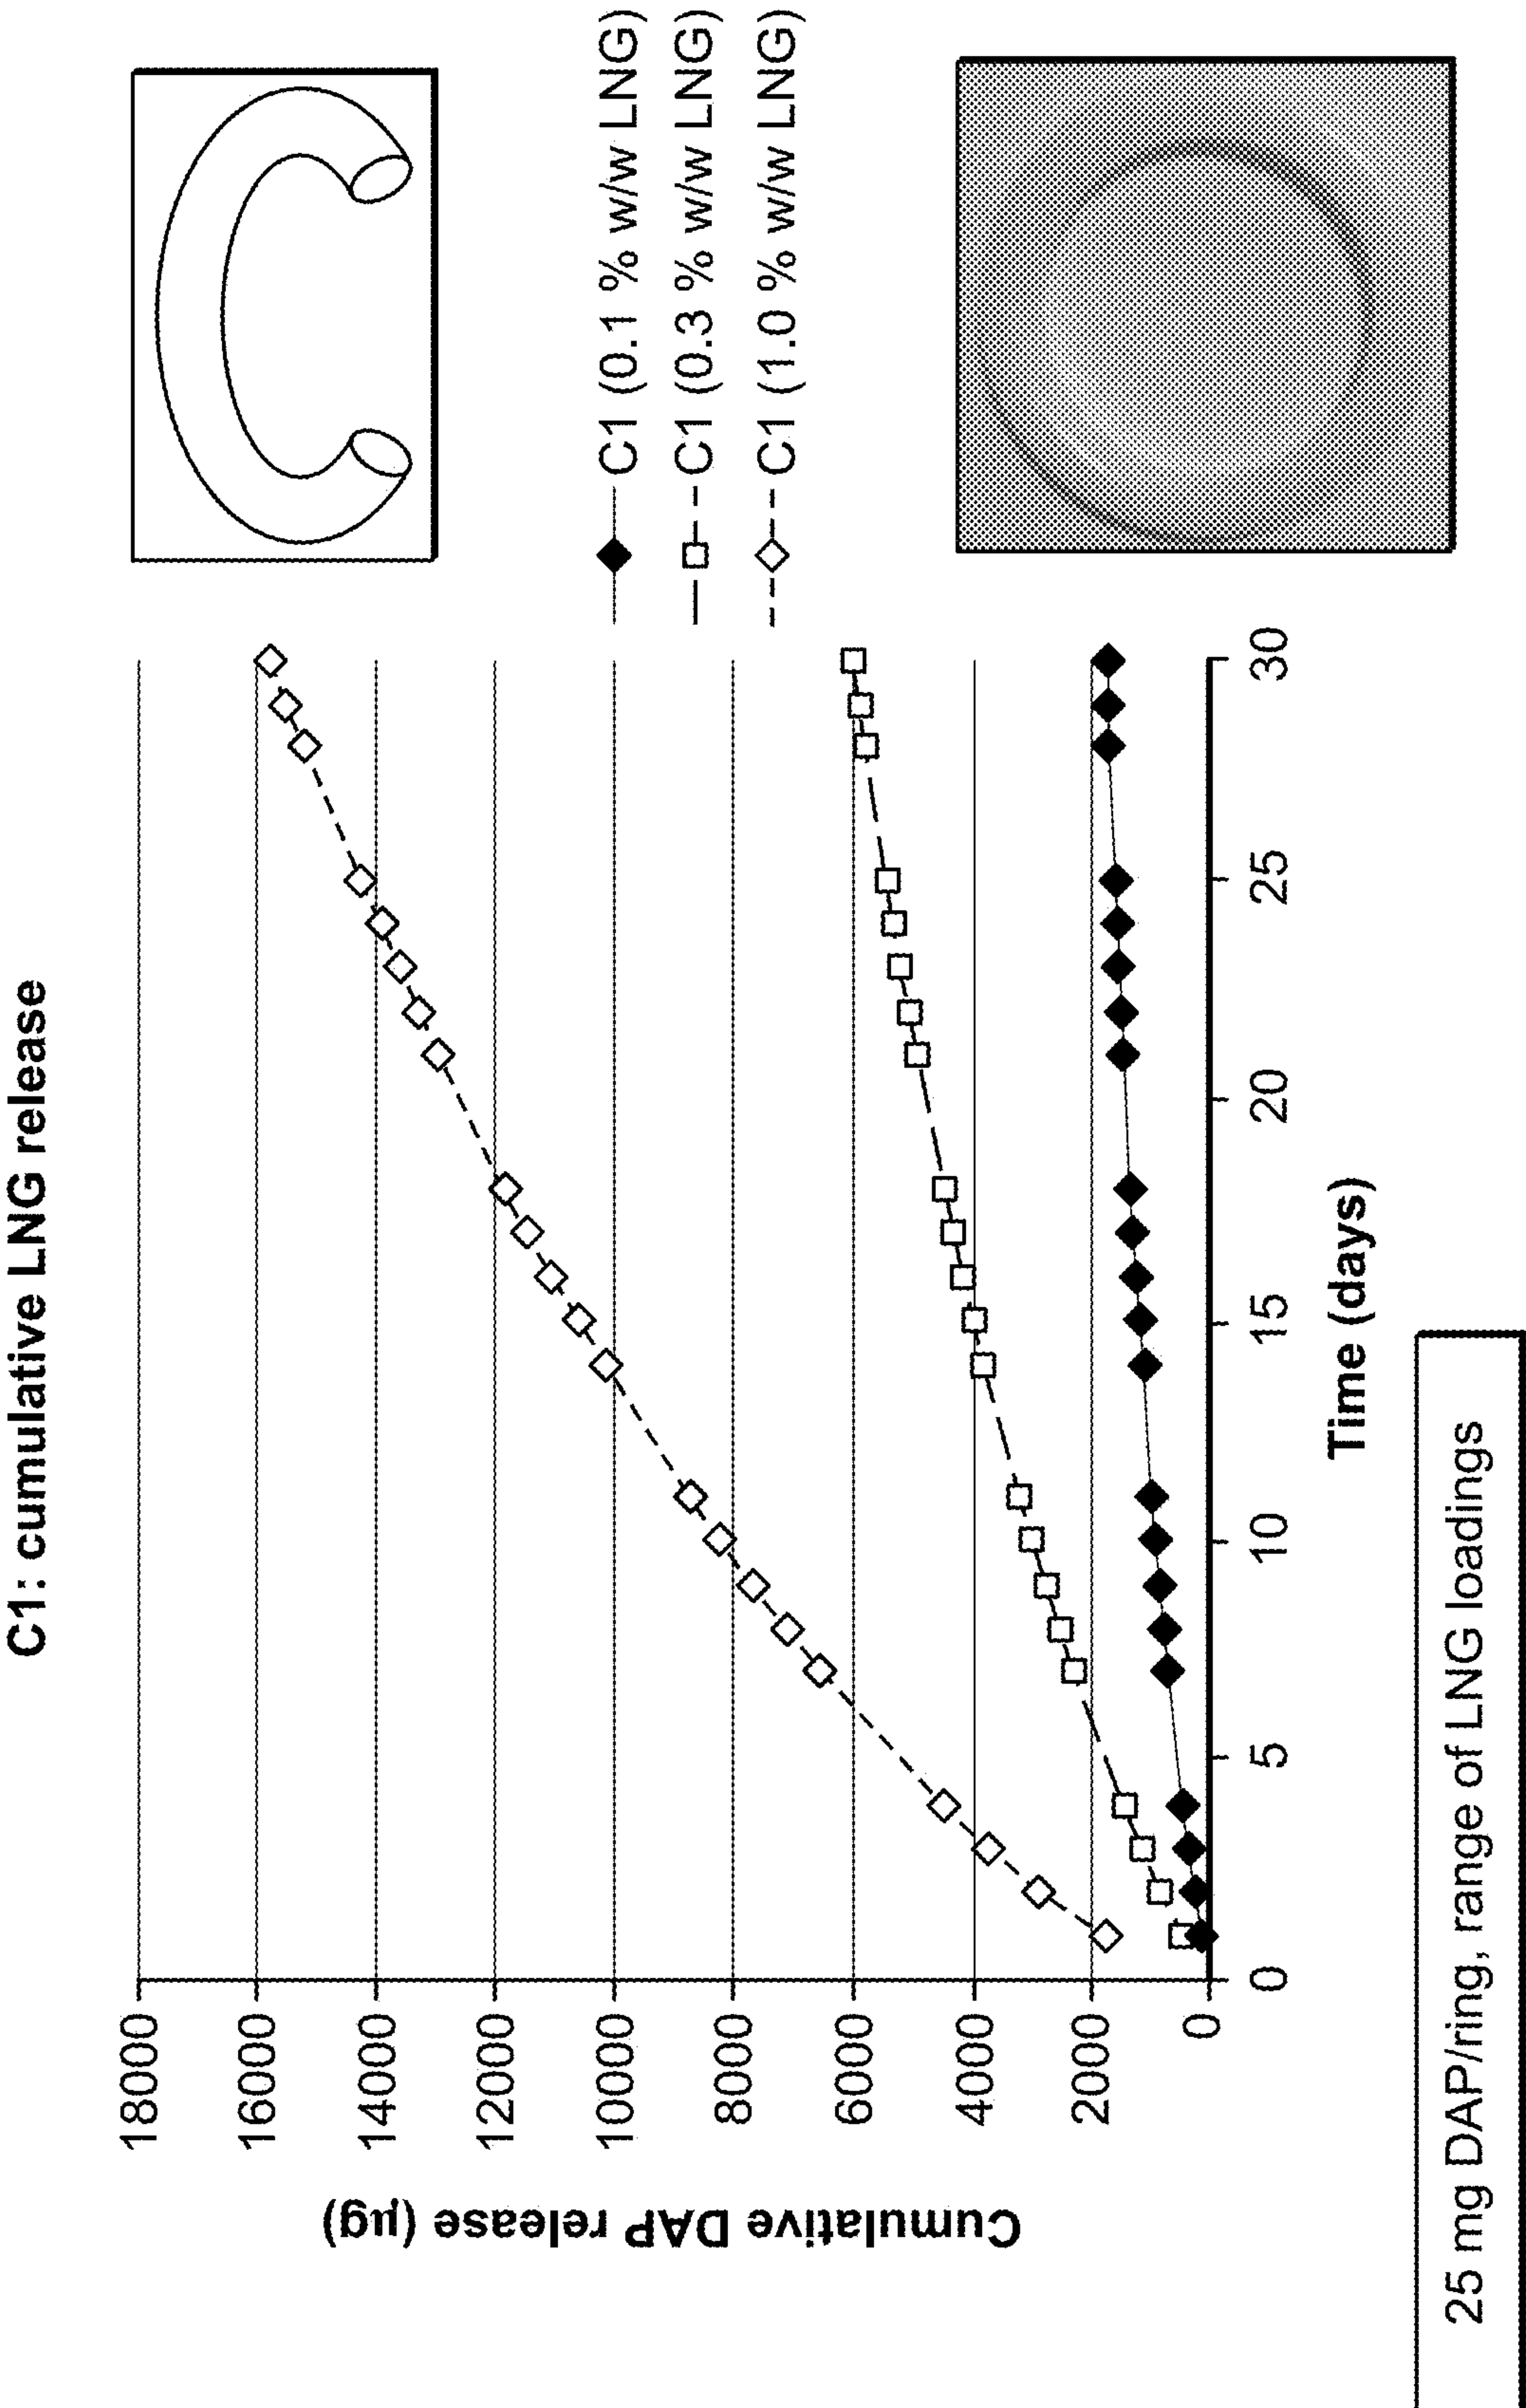 C1: cumulative LNG release
Cumulative DAP release (µg)
18000
16000
14000
12000
10000
8000
6000
4000
2000
0
0 5 10 15 20 25 30
Time (days)
C1 (0.1 % w/w LNG)
C1 (0.3 % w/w LNG)
C1 (1.0 % w/w LNG)
25 mg DAP/ring, range of LNG loadings